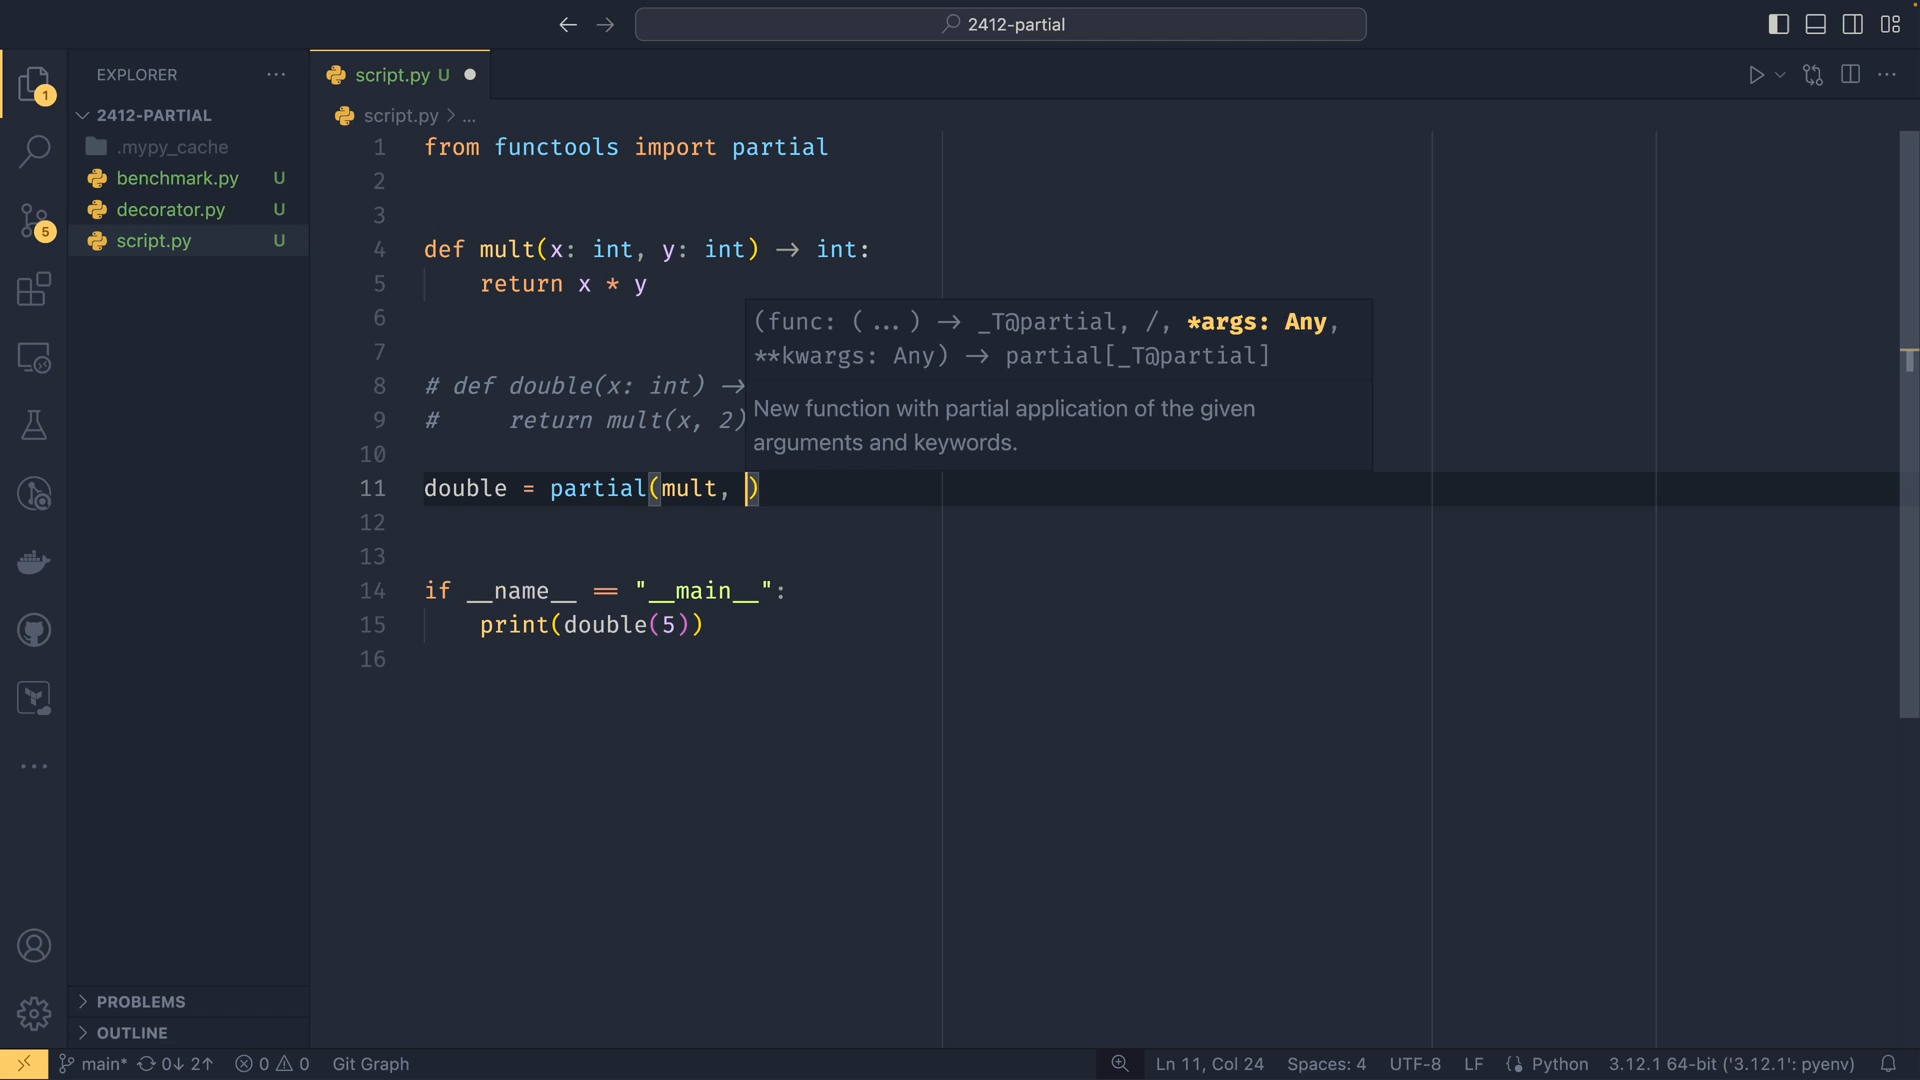 2412-partial
EXPLORER
script.py U
1
2412-PARTIAL
script.py > ...
.mypy_cache
benchmark.py U
decorator.py U
script.py U
5
1 from functools import partial
2
3
4 def mult(x: int, y: int) -> int:
5 return x * y
6
7
8 # def double(x: int) ->
9 # return mult(x, 2)
10
11 double = partial(mult, )
12
13
14 if __name__ == "__main__":
15 print(double(5))
16
(func: (...) -> _T@partial, /, *args: Any,
**kwargs: Any) -> partial[_T@partial]
New function with partial application of the given
arguments and keywords.
PROBLEMS
OUTLINE
main* 0↓ 2↑ 0 0 Git Graph Ln 11, Col 24 Spaces: 4 UTF-8 LF Python 3.12.1 64-bit ('3.12.1': pyenv)